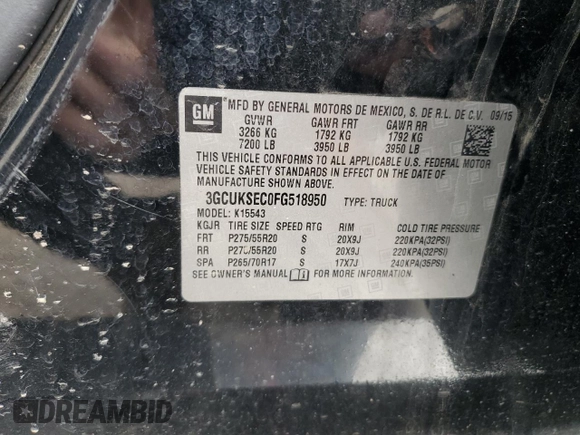 GM
MFD BY GENERAL MOTORS DE MEXICO, S. DE R.L. DE C.V. 09/15
GVWR GAWR FRT GAWR RR
3266 KG 1792 KG 1792 KG
7200 LB 3950 LB 3950 LB
THIS VEHICLE CONFORMS TO ALL APPLICABLE U.S. FEDERAL MOTOR
VEHICLE SAFETY STANDARDS IN EFFECT ON THE DATE OF MANUFACTURE
SHOWN ABOVE.
3GCUKSEC0FG518950 TYPE: TRUCK
MODEL: K15543
KGJR TIRE SIZE SPEED RTG RIM COLD TIRE PRESSURE
FRT P275/55R20 S 20X9J 220KPA(32PSI)
RR P275/55R20 S 20X9J 220KPA(32PSI)
SPA P265/70R17 S 17X7J 240KPA(35PSI)
SEE OWNER'S MANUAL FOR MORE INFORMATION.
DREAMBID